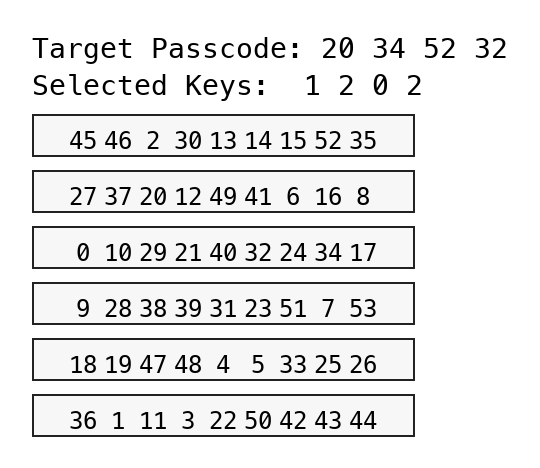 Target Passcode: 20 34 52 32
Selected Keys: 1 2 0 2
45 46 2 30 13 14 15 52 35
27 37 20 12 49 41 6 16 8
0 10 29 21 40 32 24 34 17
9 28 38 39 31 23 51 7 53
18 19 47 48 4 5 33 25 26
36 1 11 3 22 50 42 43 44